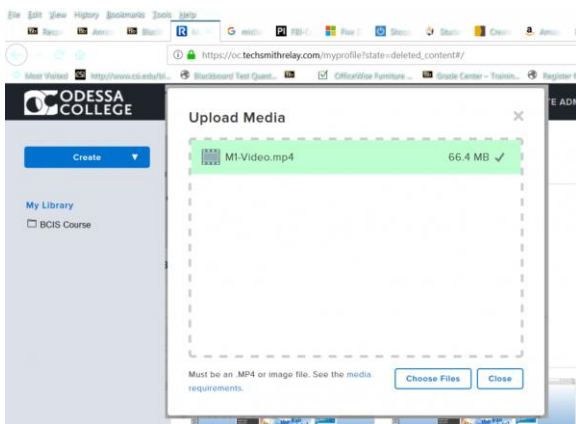 File Edit View History Bookmarks Tools Help
https://oc.techsmithrelay.com/myprofile?state=deleted_content#/
Most Visited
Blackboard Test Quest... OfficeWise Furniture ... Grade Center – Trainin... Register
ODESSA
COLLEGE
Upload Media
Create
M1-Video.mp4 66.4 MB
My Library
BCIS Course
Must be an .MP4 or image file. See the media
requirements.
Choose Files Close